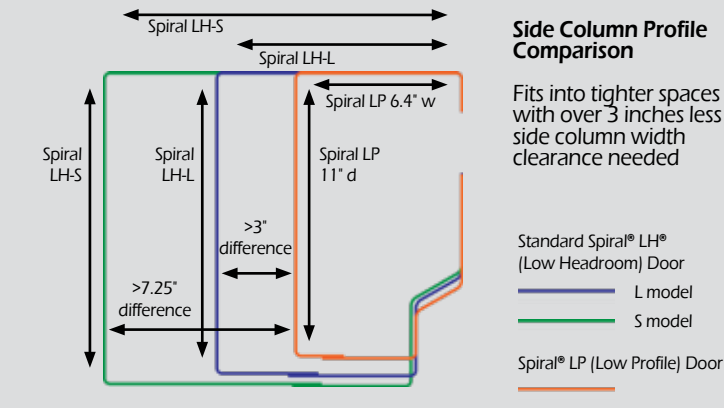 Spiral LH-S
Spiral LH-L
Spiral LP 6.4" w
Spiral
LH-S
Spiral
LH-L
Spiral LP
11" d
>3"
difference
>7.25"
difference
Side Column Profile
Comparison
Fits into tighter spaces
with over 3 inches less
side column width
clearance needed
Standard Spiral® LH®
(Low Headroom) Door
L model
S model
Spiral® LP (Low Profile) Door